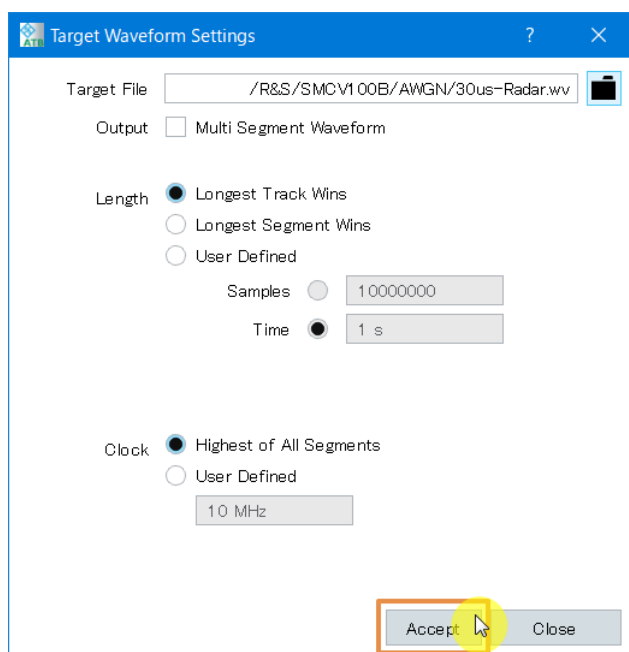 ATB Target Waveform Settings ?
Target File /R&S/SMCV100B/AWGN/30us-Radar.wv
Output Multi Segment Waveform
Length Longest Track Wins
Longest Segment Wins
User Defined
Samples 10000000
Time 1 s
Clock Highest of All Segments
User Defined
10 MHz
Accept Close